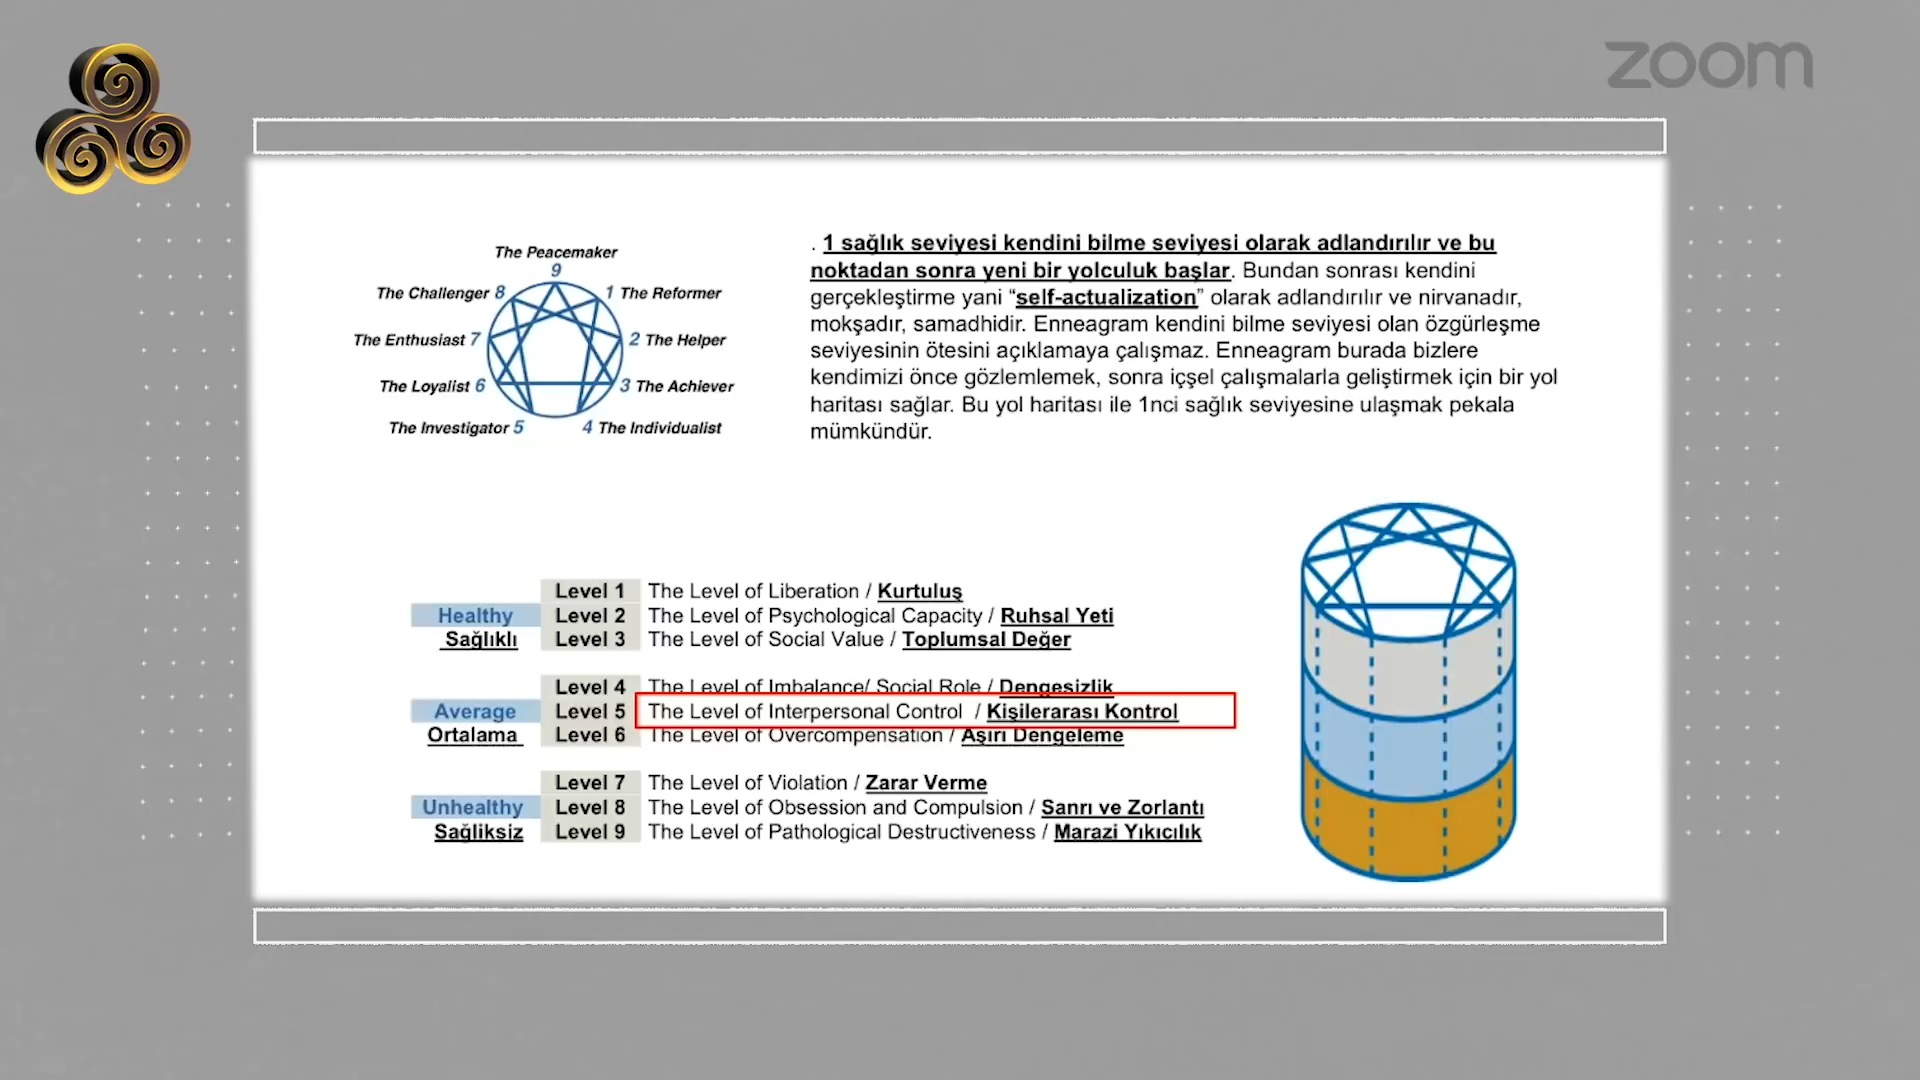 zoom
The Peacemaker
9
The Challenger 8
1 The Reformer
The Enthusiast 7
2 The Helper
The Loyalist 6
3 The Achiever
The Investigator 5
4 The Individualist
. 1 sağlık seviyesi kendini bilme seviyesi olarak adlandırılır ve bu
noktadan sonra yeni bir yolculuk başlar. Bundan sonrası kendini
gerçekleştirme yani “self-actualization” olarak adlandırılır ve nirvanadır,
mokşadır, samadhidir. Enneagram kendini bilme seviyesi olan özgürleşme
seviyesinin ötesini açıklamaya çalışmaz. Enneagram burada bizlere
kendimizi önce gözlemlemek, sonra içşel çalışmalarla geliştirmek için bir yol
haritası sağlar. Bu yol haritası ile 1nci sağlık seviyesine ulaşmak pekala
mümkündür.
Level 1 The Level of Liberation / Kurtuluş
Healthy Level 2 The Level of Psychological Capacity / Ruhsal Yeti
Sağlıklı Level 3 The Level of Social Value / Toplumsal Değer
Level 4 The Level of Imbalance/ Social Role / Dengesizlik
Average Level 5 The Level of Interpersonal Control / Kişilerarası Kontrol
Ortalama Level 6 The Level of Overcompensation / Aşırı Dengeleme
Level 7 The Level of Violation / Zarar Verme
Unhealthy Level 8 The Level of Obsession and Compulsion / Sanrı ve Zorlantı
Sağliksiz Level 9 The Level of Pathological Destructiveness / Marazi Yıkıcılık